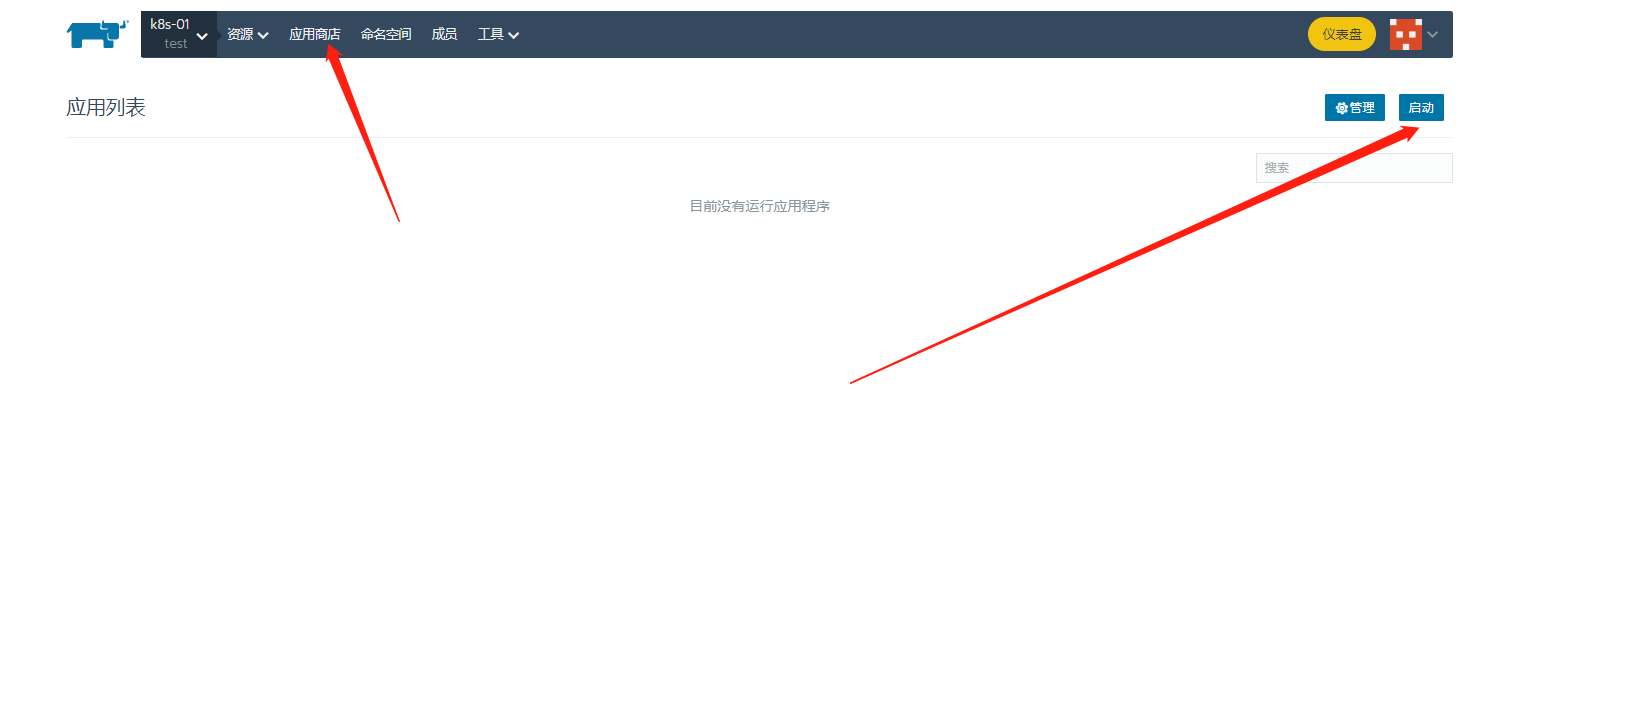 k8s-01
test
资源 应用商店 命名空间 成员 工具 仪表盘
应用列表
管理 启动
搜索
目前没有运行应用程序